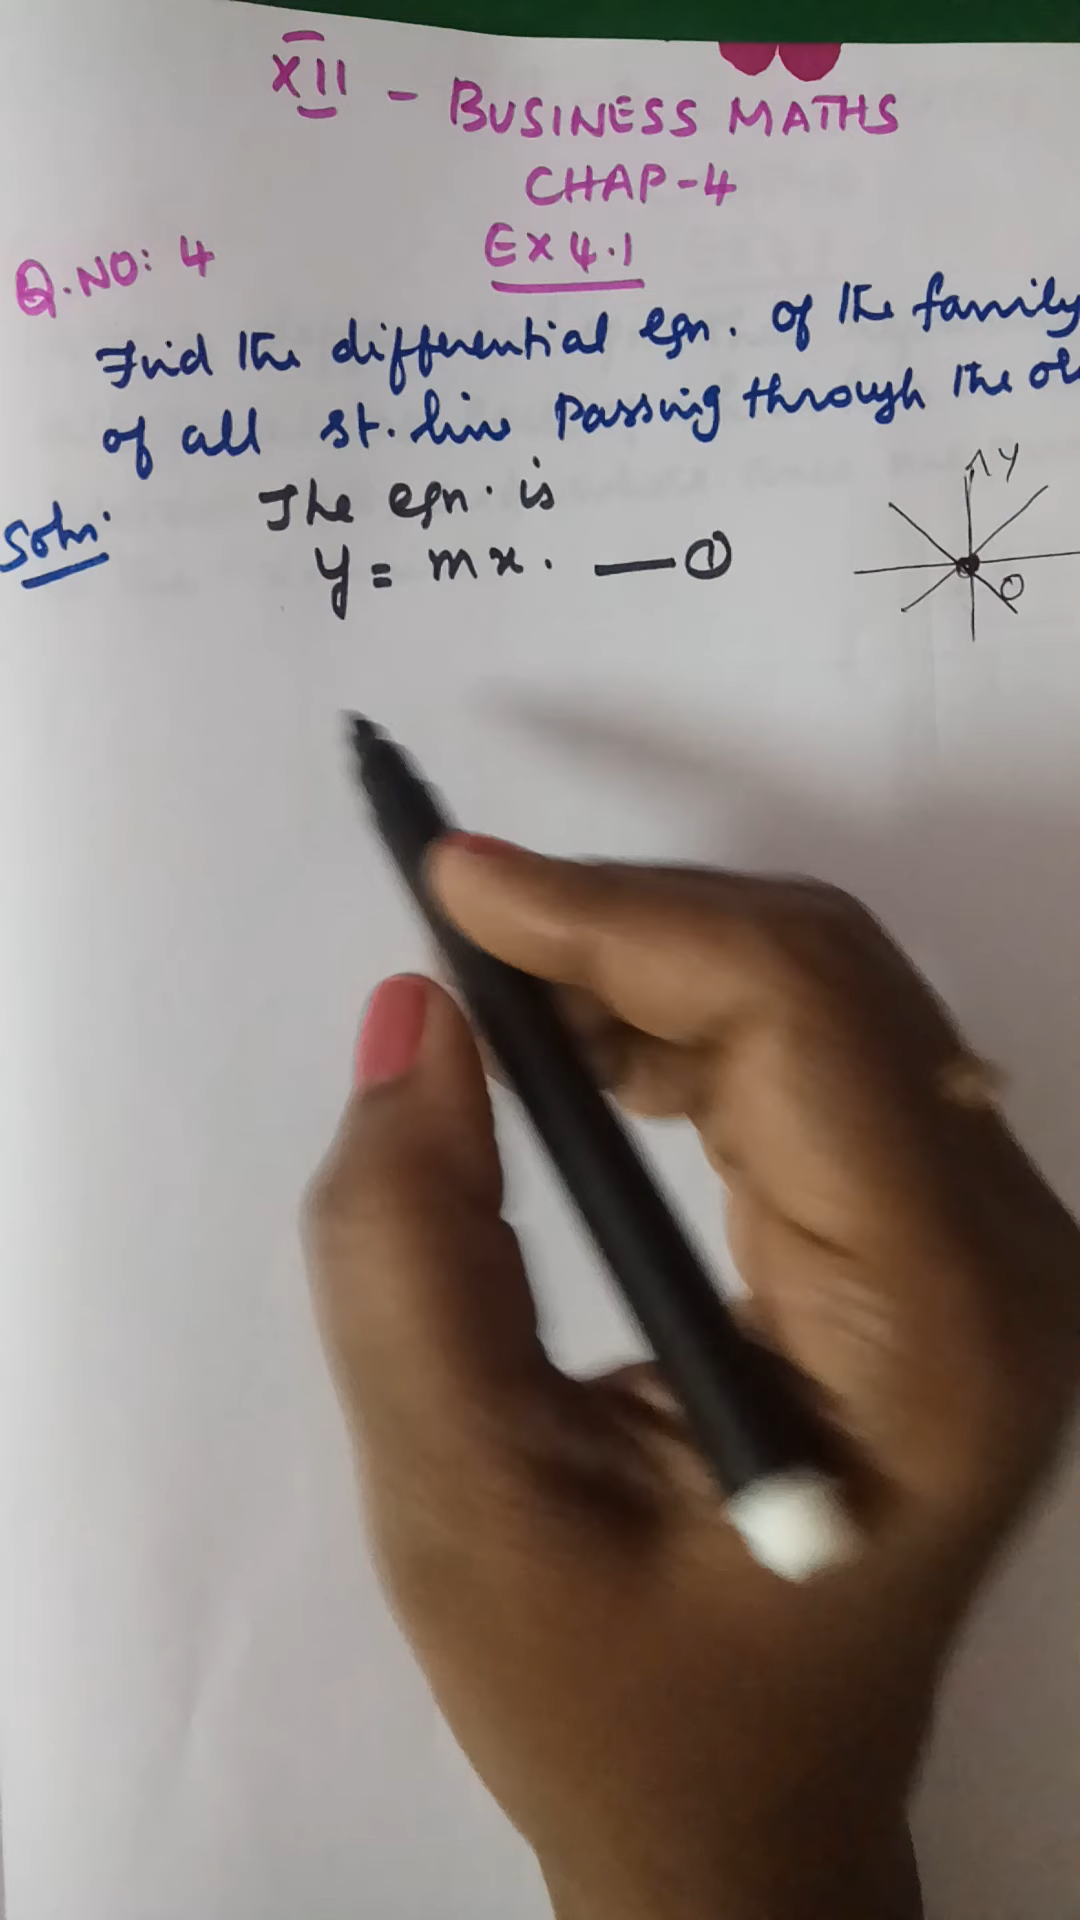 XII - BUSINESS MATHS
CHAP-4
EX 4.1
Q.NO: 4
Find the differential eqn. of the family
of all st. line passing through the
Soln.
The eqn. is
y = mx. — ①
y
O